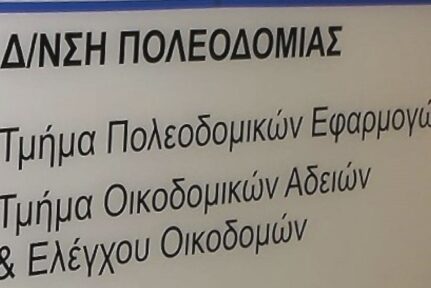 Δ/ΝΣΗ ΠΟΛΕΟΔΟΜΙΑΣ
Τμήμα Πολεοδομικών Εφαρμογώ
Τμήμα Οικοδομικών Αδειών
& Ελέγχου Οικοδομών